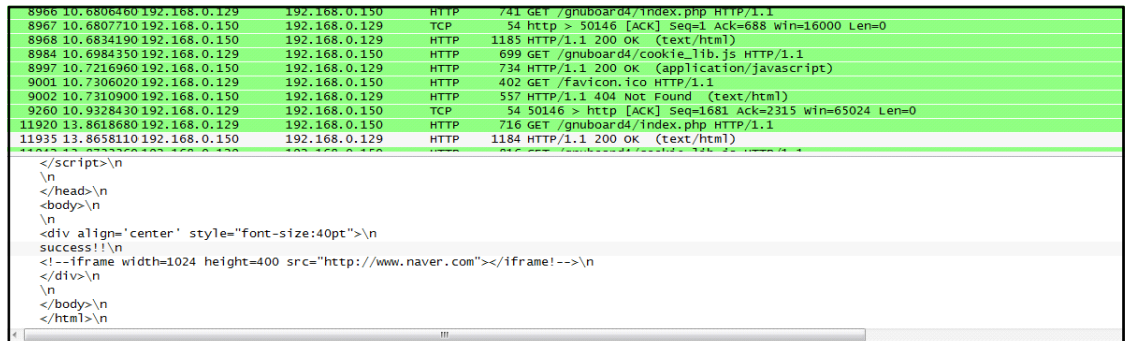 8966 10.6806460 192.168.0.129 192.168.0.150 HTTP 741 GET /gnuboard4/index.php HTTP/1.1
8967 10.6807710 192.168.0.150 192.168.0.129 TCP 54 http > 50146 [ACK] Seq=1 Ack=688 Win=16000 Len=0
8968 10.6834190 192.168.0.150 192.168.0.129 HTTP 1185 HTTP/1.1 200 OK (text/html)
8984 10.6984350 192.168.0.129 192.168.0.150 HTTP 699 GET /gnuboard4/cookie_lib.js HTTP/1.1
8997 10.7216960 192.168.0.150 192.168.0.129 HTTP 734 HTTP/1.1 200 OK (application/javascript)
9001 10.7306020 192.168.0.129 192.168.0.150 HTTP 402 GET /favicon.ico HTTP/1.1
9002 10.7310900 192.168.0.150 192.168.0.129 HTTP 557 HTTP/1.1 404 Not Found (text/html)
9260 10.9328430 192.168.0.129 192.168.0.150 TCP 54 50146 > http [ACK] Seq=1681 Ack=2315 Win=65024 Len=0
11920 13.8618680 192.168.0.129 192.168.0.150 HTTP 716 GET /gnuboard4/index.php HTTP/1.1
11935 13.8658110 192.168.0.150 192.168.0.129 HTTP 1184 HTTP/1.1 200 OK (text/html)
</script>\n
\n
</head>\n
<body>\n
\n
<div align='center' style="font-size:40pt">\n
success!!\n
<!--iframe width=1024 height=400 src="http://www.naver.com"></iframe!-->\n
</div>\n
\n
</body>\n
</html>\n